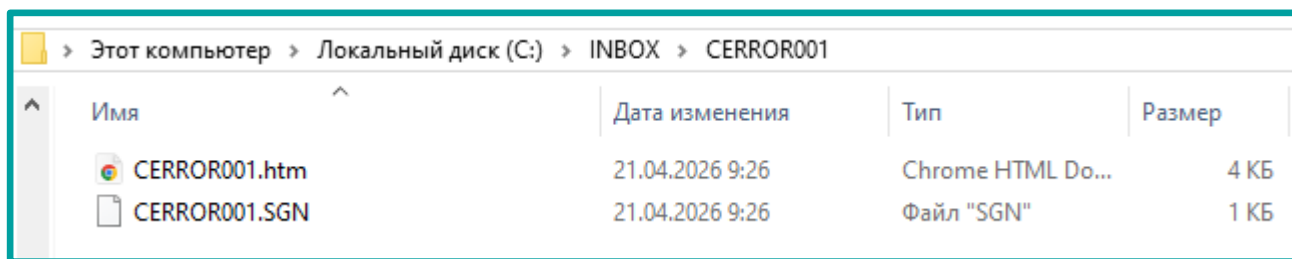 Этот компьютер > Локальный диск (C:) > INBOX > CERROR001
Имя Дата изменения Тип Размер
CERROR001.htm 21.04.2026 9:26 Chrome HTML Do... 4 КБ
CERROR001.SGN 21.04.2026 9:26 Файл "SGN" 1 КБ